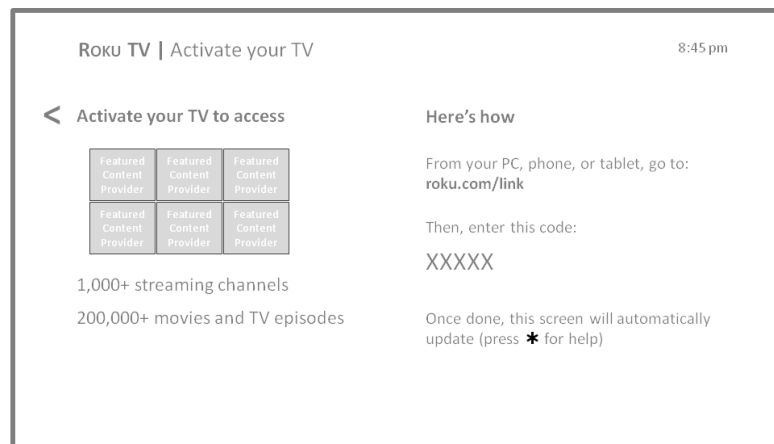 ROKU TV | Activate your TV
8:45 pm
< Activate your TV to access
Featured Content Provider
Featured Content Provider
Featured Content Provider
Featured Content Provider
Featured Content Provider
Featured Content Provider
1,000+ streaming channels
200,000+ movies and TV episodes
Here's how
From your PC, phone, or tablet, go to:
roku.com/link
Then, enter this code:
XXXXX
Once done, this screen will automatically
update (press * for help)